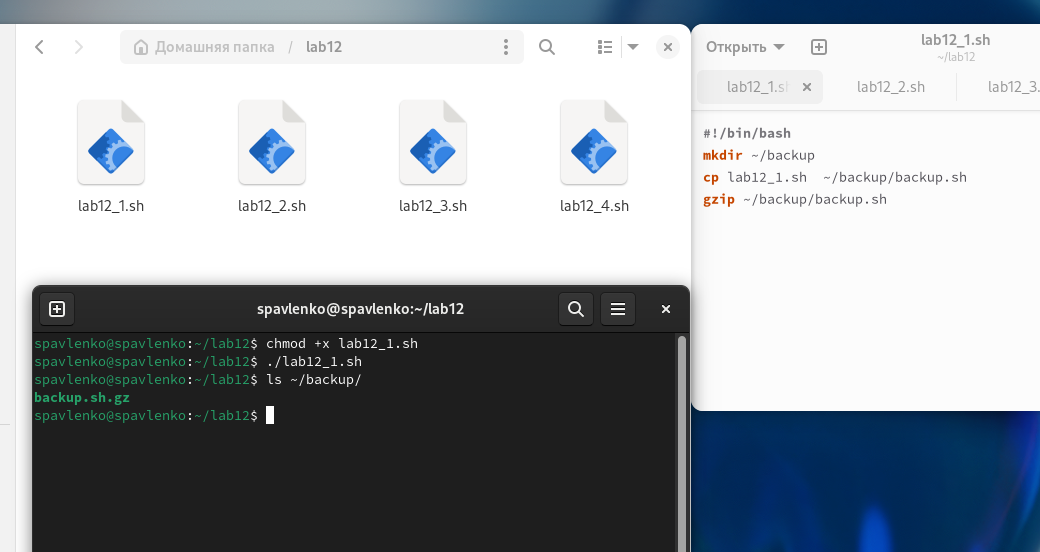 Домашняя папка / lab12
lab12_1.sh
lab12_2.sh
lab12_3.sh
lab12_4.sh
Открыть
lab12_1.sh
~/lab12
lab12_1.sh
lab12_2.sh
lab12_3.
#!/bin/bash
mkdir ~/backup
cp lab12_1.sh  ~/backup/backup.sh
gzip ~/backup/backup.sh
spavlenko@spavlenko:~/lab12
spavlenko@spavlenko:~/lab12$ chmod +x lab12_1.sh
spavlenko@spavlenko:~/lab12$ ./lab12_1.sh
spavlenko@spavlenko:~/lab12$ ls ~/backup/
backup.sh.gz
spavlenko@spavlenko:~/lab12$